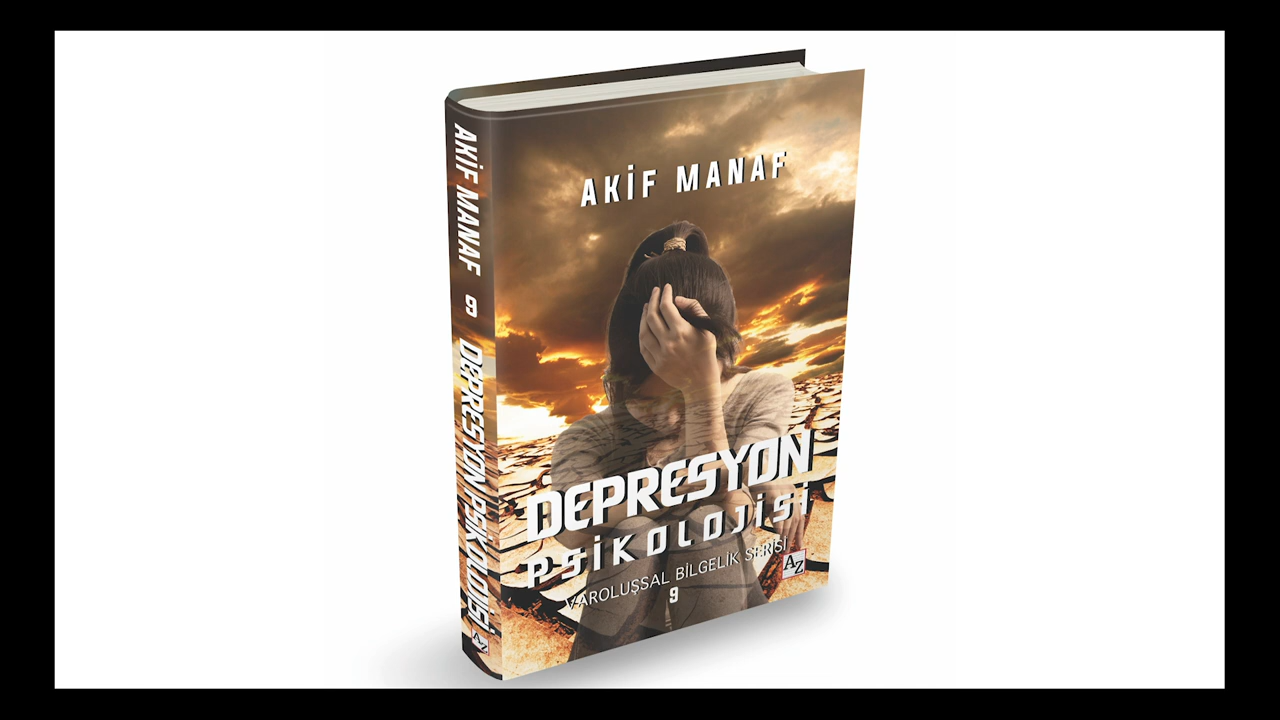 AKİF MANAF 9 DEPRESYON PSİKOLOJİSİ
AZ
AKİF MANAF
DEPRESYON
PSİKOLOJİSİ
VAROLUŞSAL BİLGELİK SERİSİ
9
AZ